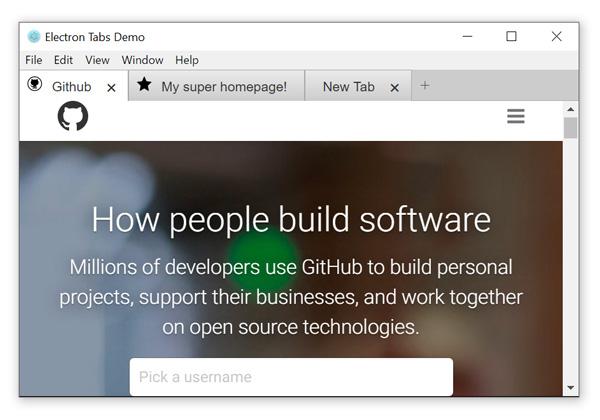 Electron Tabs Demo
File Edit View Window Help
Github My super homepage! New Tab
How people build software
Millions of developers use GitHub to build personal
projects, support their businesses, and work together
on open source technologies.
Pick a username